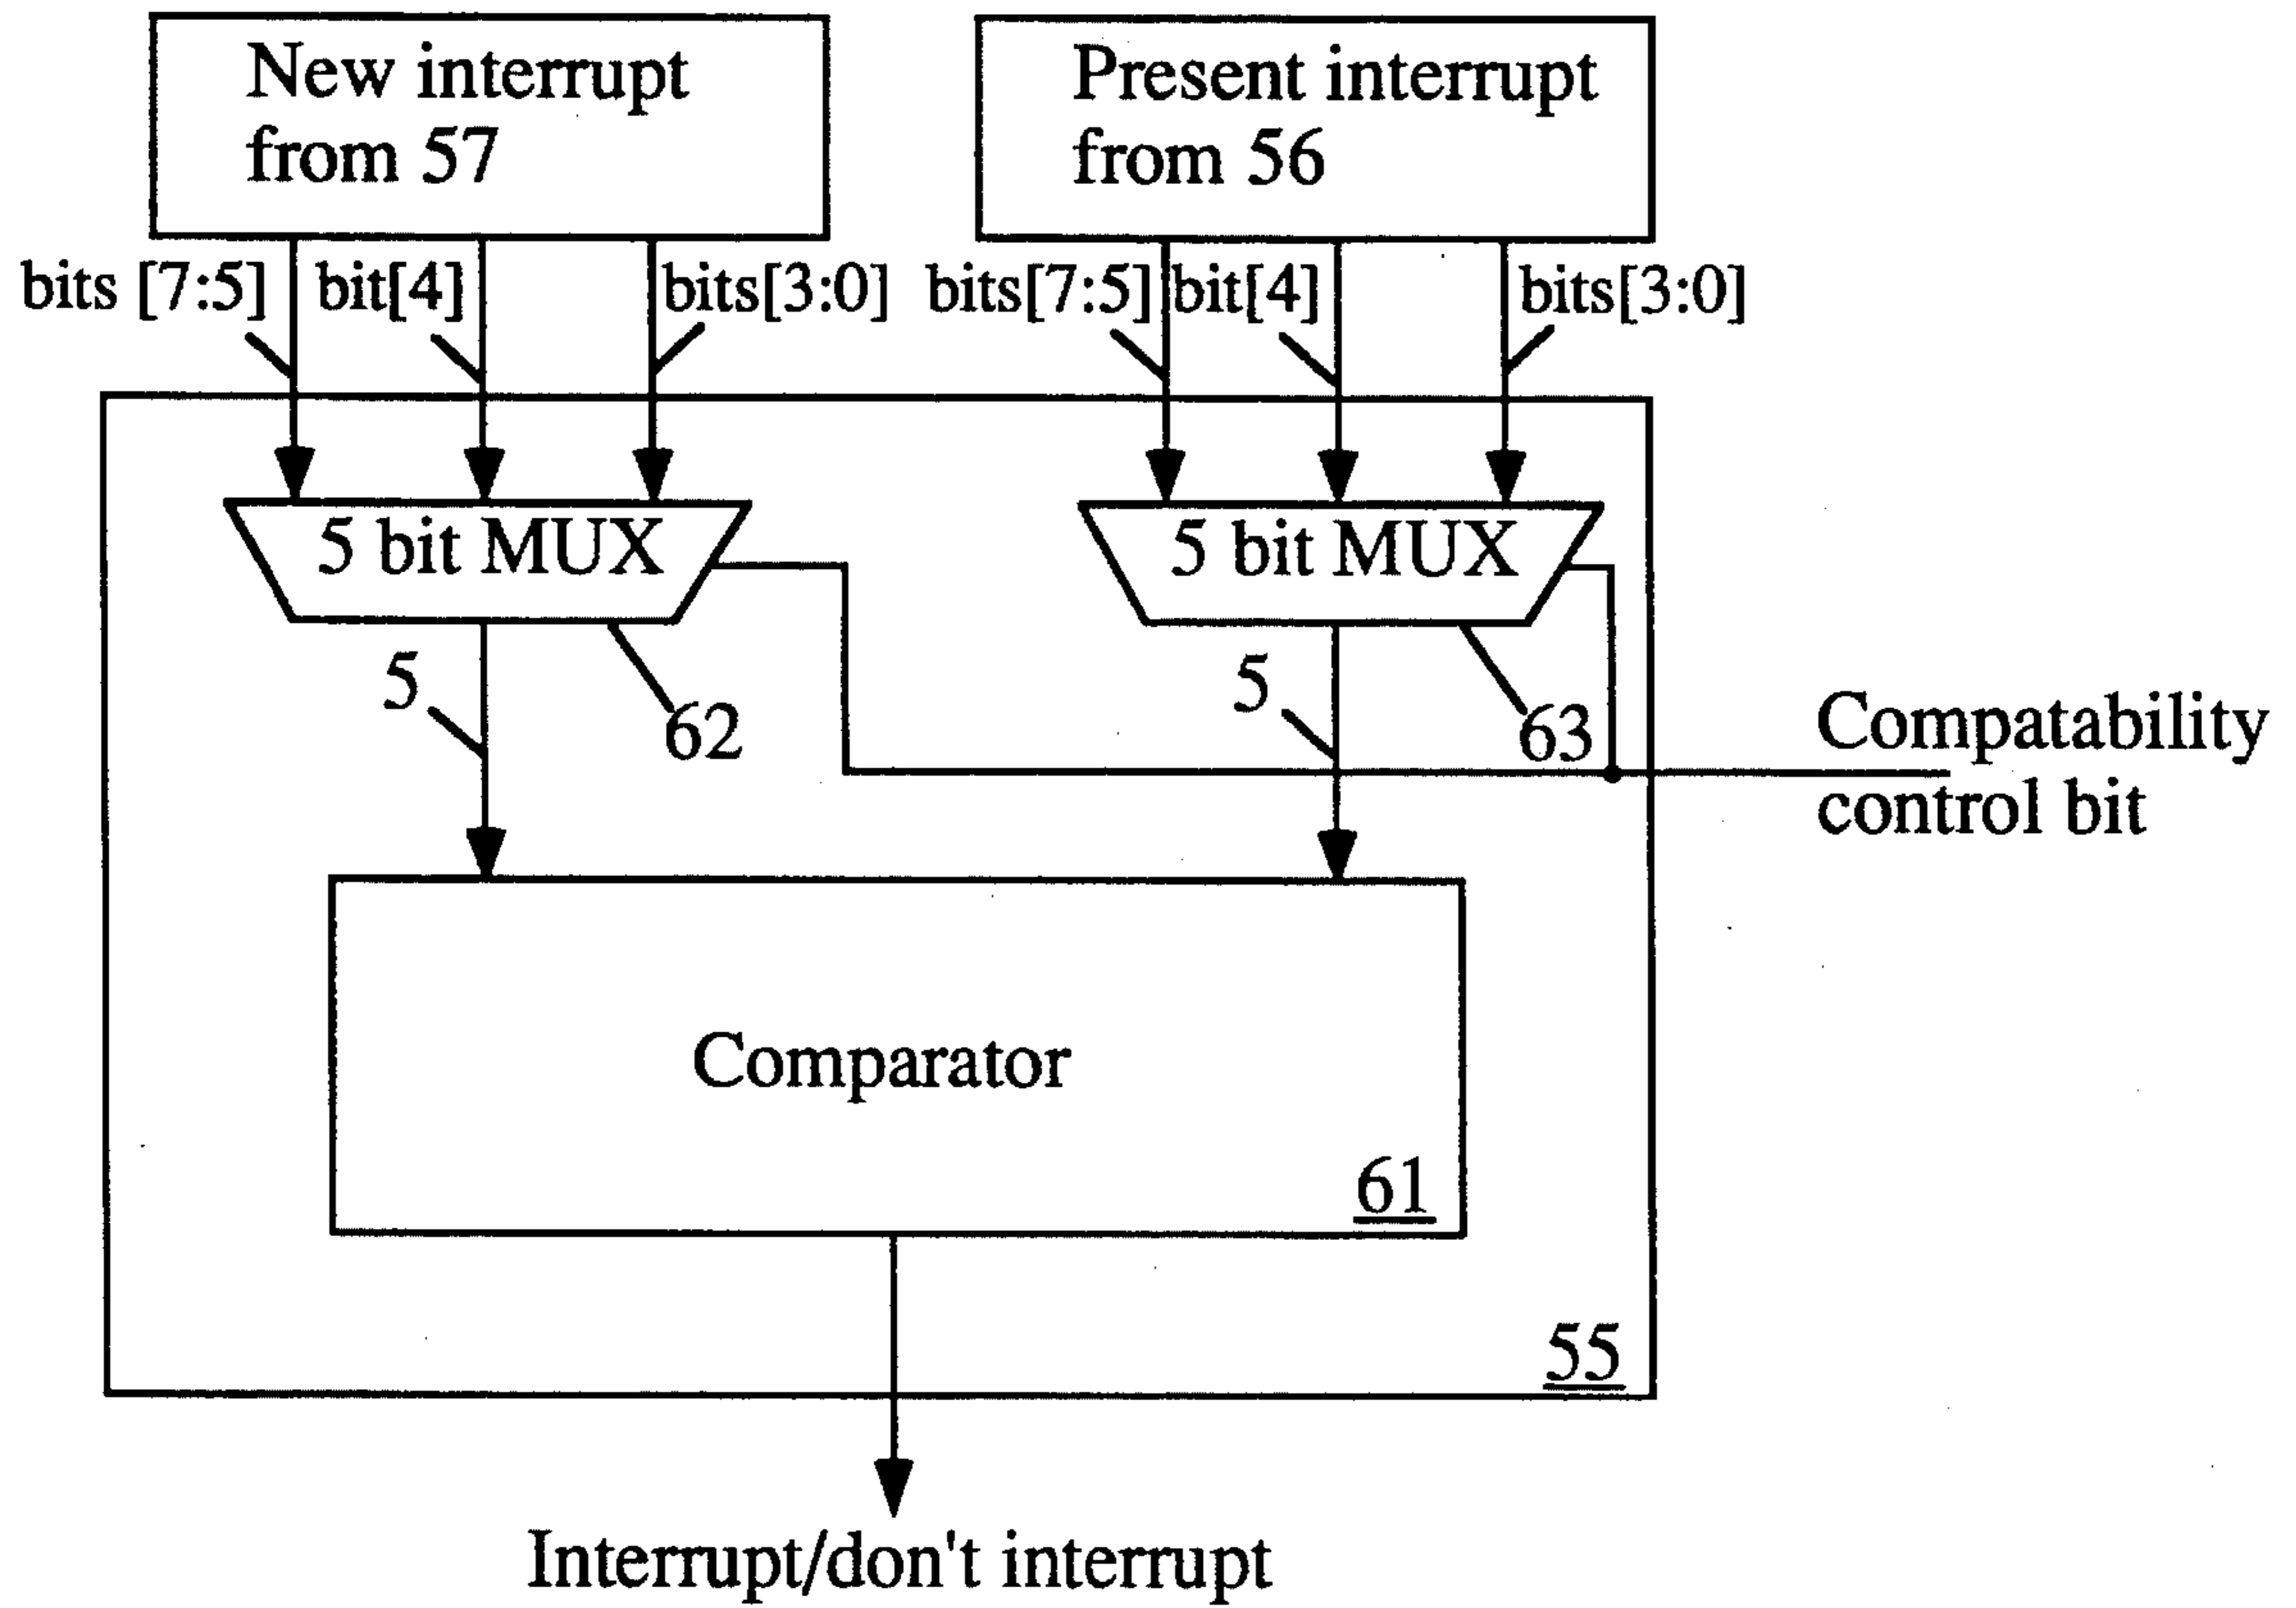 New interrupt
from 57
Present interrupt
from 56
bits [7:5]
bit[4]
bits[3:0]
bits[7:5]
bit[4]
bits[3:0]
5 bit MUX
5 bit MUX
5
62
5
63
Compatability
control bit
Comparator
61
55
Interrupt/don't interrupt